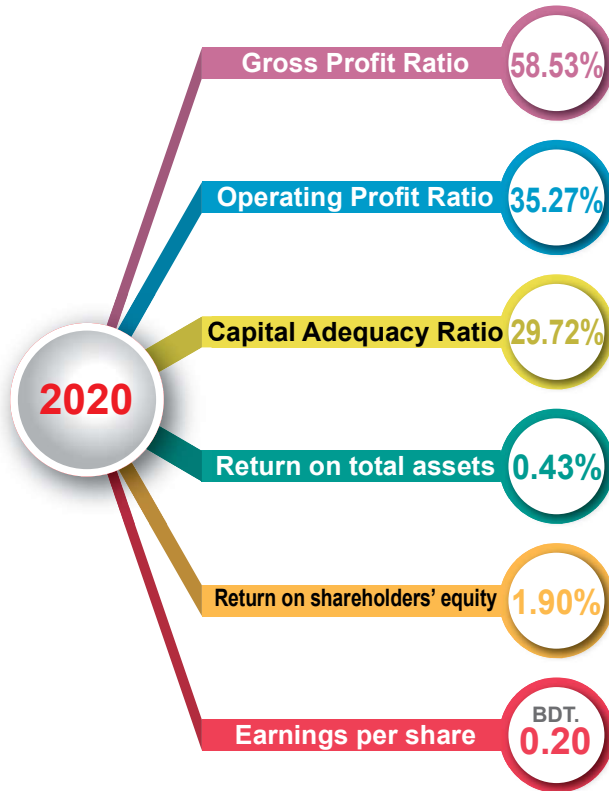 Gross Profit Ratio 58.53%
Operating Profit Ratio 35.27%
Capital Adequacy Ratio 29.72%
2020
Return on total assets 0.43%
Return on shareholders’ equity 1.90%
BDT.
Earnings per share 0.20